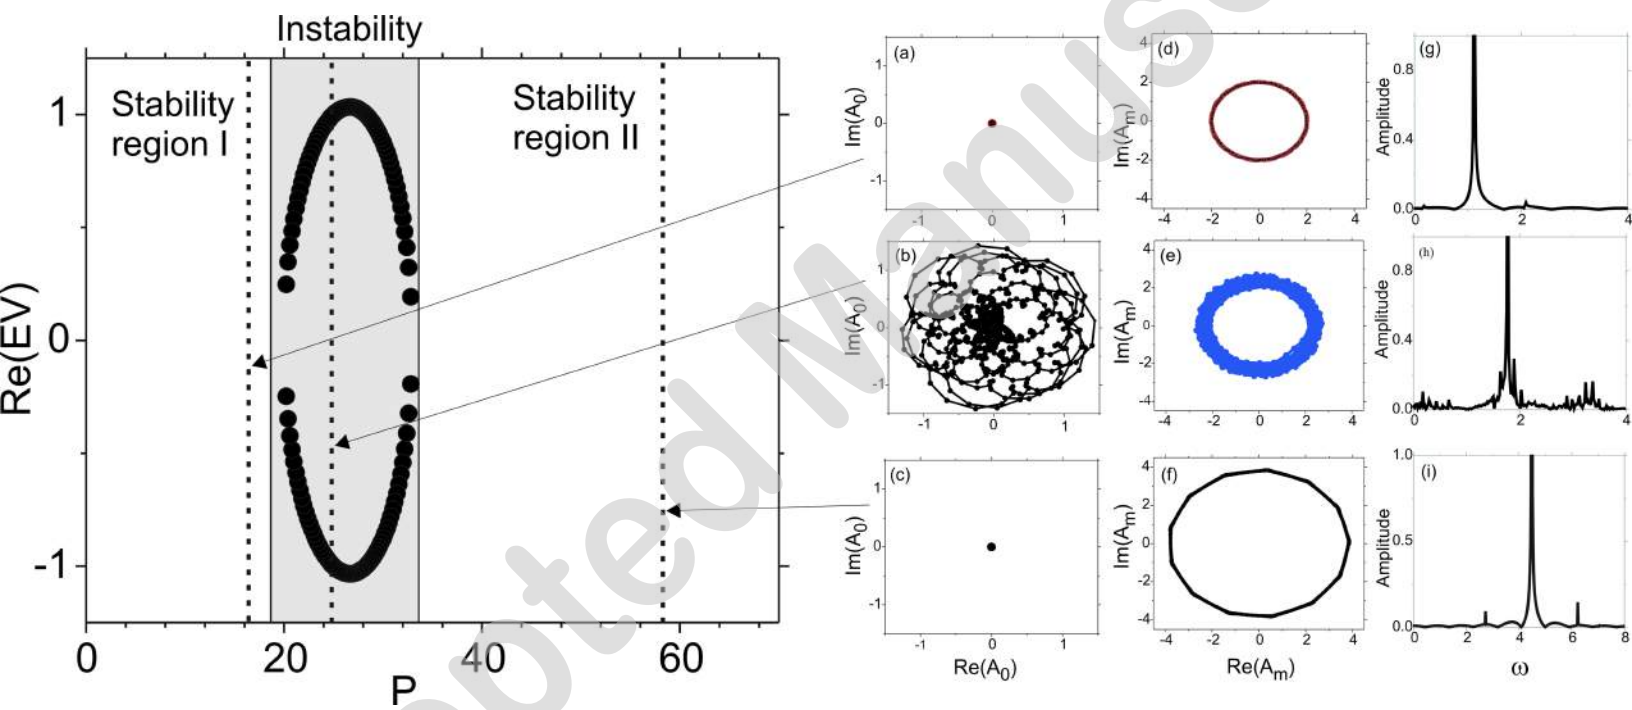 Instability
Stability
region I
Stability
region II
1
0
-1
Re(EV)
0
20
40
60
P
(a)
1
0
-1
Im(A0)
-1
0
1
(b)
1
0
-1
Im(A0)
-1
0
1
(c)
1
0
-1
Im(A0)
-1
0
1
Re(A0)
(d)
4
2
0
-2
-4
Im(Am)
-4
-2
0
2
4
(e)
4
2
0
-2
-4
Im(Am)
-4
-2
0
2
4
(f)
4
2
0
-2
-4
Im(Am)
-4
-2
0
2
4
Re(Am)
(g)
0.8
0.4
0.0
Amplitude
0
2
4
(h)
0.8
0.4
0.0
Amplitude
0
2
4
(i)
1.0
0.5
0.0
Amplitude
0
2
4
6
8
ω
pted Manus